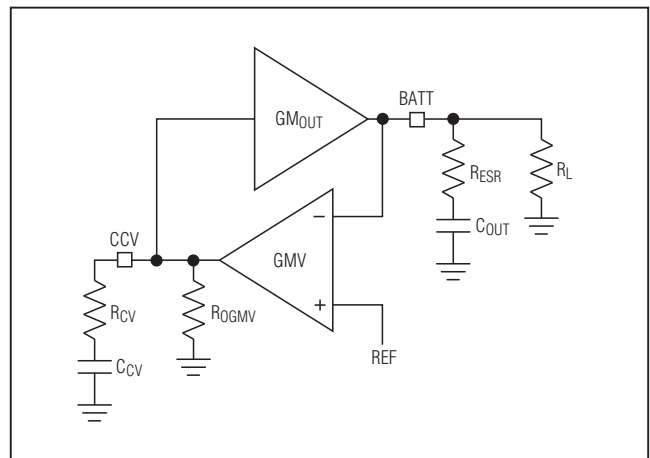 BATT
GMOUT
RESR
RL
COUT
−
CCV
GMV
RCV
ROGMV
+
CCV
REF